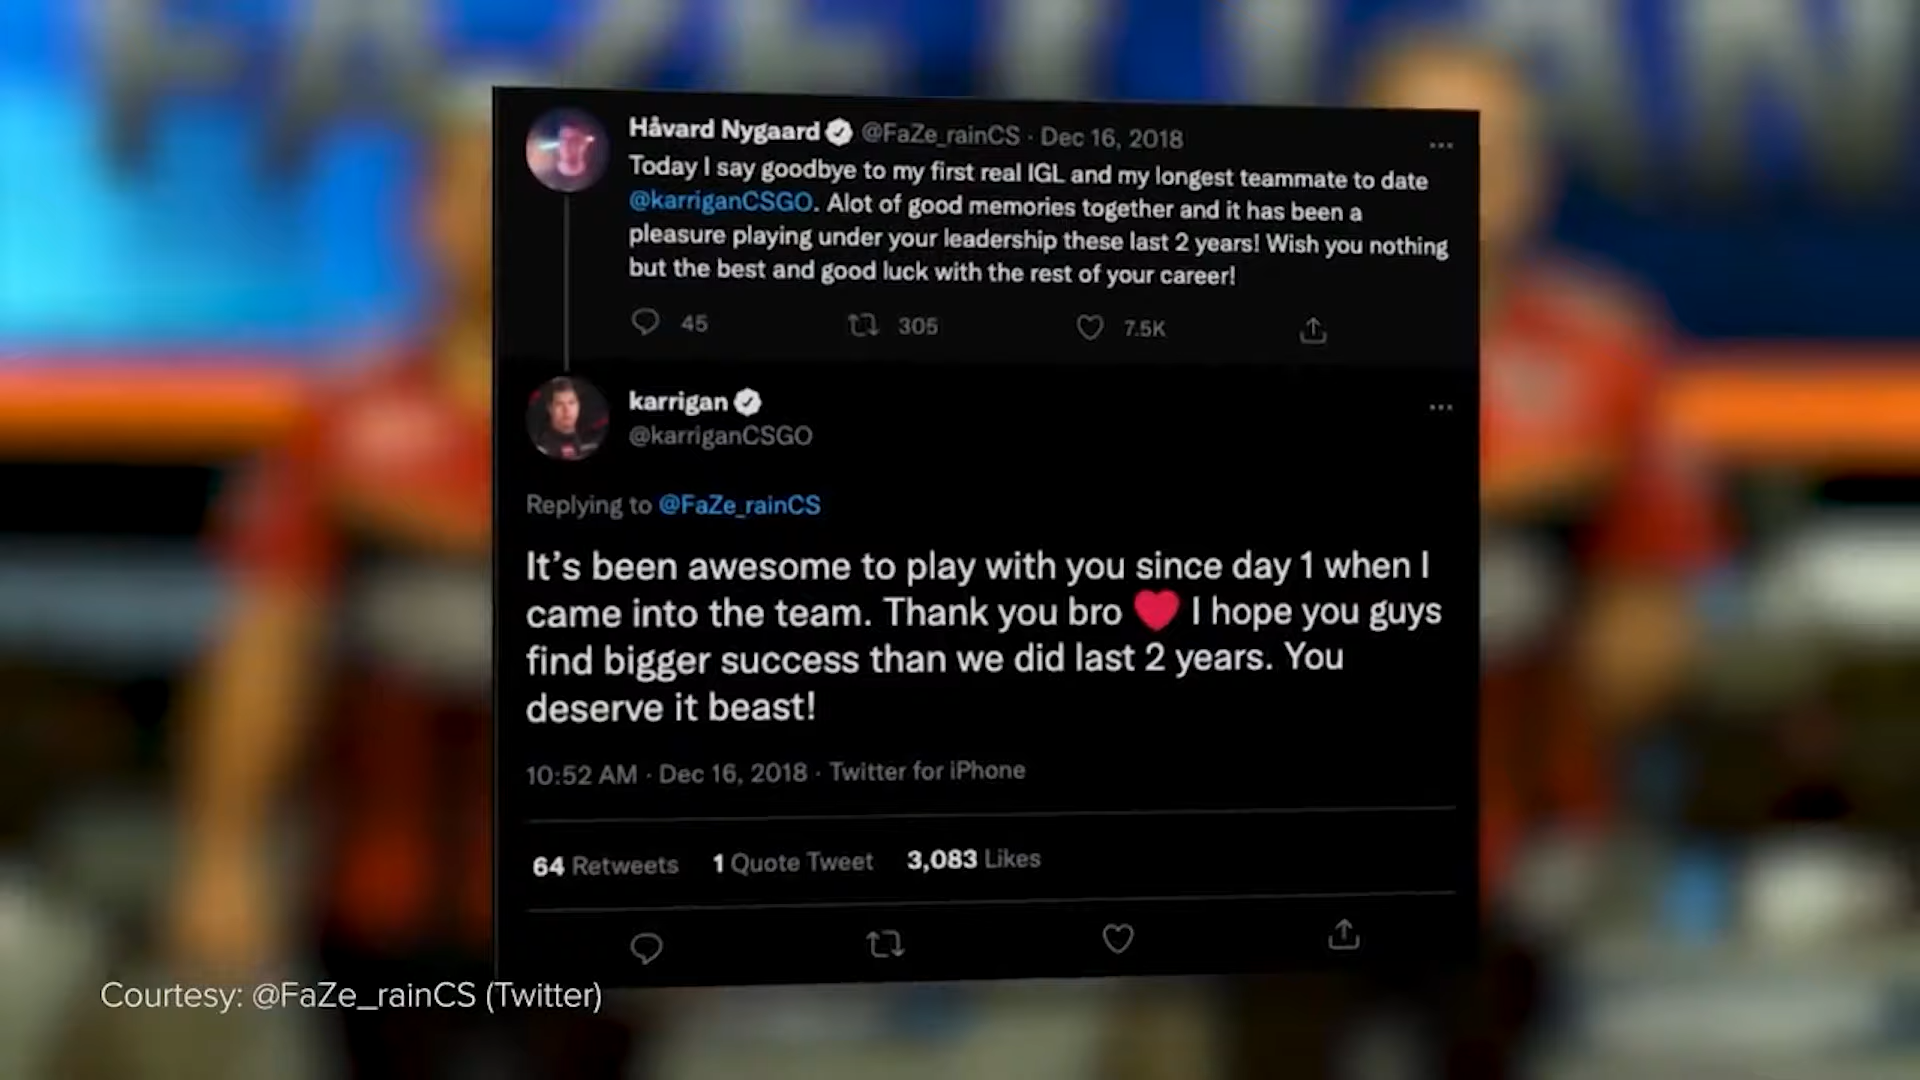 Håvard Nygaard @FaZe_rainCS · Dec 16, 2018
Today I say goodbye to my first real IGL and my longest teammate to date
@karriganCSGO. Alot of good memories together and it has been a
pleasure playing under your leadership these last 2 years! Wish you nothing
but the best and good luck with the rest of your career!
45 305 7.5K
karrigan
@karriganCSGO
Replying to @FaZe_rainCS
It's been awesome to play with you since day 1 when I
came into the team. Thank you bro ❤️ I hope you guys
find bigger success than we did last 2 years. You
deserve it beast!
10:52 AM · Dec 16, 2018 · Twitter for iPhone
64 Retweets 1 Quote Tweet 3,083 Likes
Courtesy: @FaZe_rainCS (Twitter)